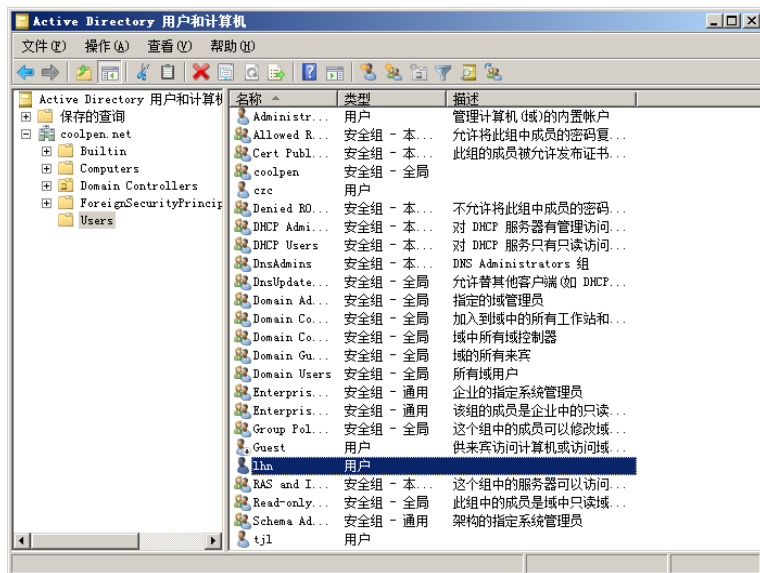 Active Directory 用户和计算机
文件(F) 操作(A) 查看(V) 帮助(H)
Active Directory 用户和计算机
保存的查询
coolpen.net
Builtin
Computers
Domain Controllers
ForeignSecurityPrincip
Users
名称 类型 描述
Administr... 用户 管理计算机(域)的内置帐户
Allowed R... 安全组 - 本... 允许将此组中成员的密码复...
Cert Publ... 安全组 - 本... 此组的成员被允许发布证书...
coolpen 安全组 - 全局
czc 用户
Denied RO... 安全组 - 本... 不允许将此组中成员的密码...
DHCP Admi... 安全组 - 本... 对 DHCP 服务器有管理访问...
DHCP Users 安全组 - 本... 对 DHCP 服务只有只读访问...
DnsAdmins 安全组 - 本... DNS Administrators 组
DnsUpdate... 安全组 - 全局 允许替其他客户端(如 DHCP...
Domain Ad... 安全组 - 全局 指定的域管理员
Domain Co... 安全组 - 全局 加入到域中的所有工作站和...
Domain Co... 安全组 - 全局 域中所有域控制器
Domain Gu... 安全组 - 全局 域的所有来宾
Domain Users 安全组 - 全局 所有域用户
Enterpris... 安全组 - 通用 企业的指定系统管理员
Enterpris... 安全组 - 通用 该组的成员是企业中的只读...
Group Pol... 安全组 - 全局 这个组中的成员可以修改域...
Guest 用户 供来宾访问计算机或访问域...
lhn 用户
RAS and I... 安全组 - 本... 这个组中的服务器可以访问...
Read-only... 安全组 - 全局 此组中的成员是域中只读域...
Schema Ad... 安全组 - 通用 架构的指定系统管理员
tjl 用户